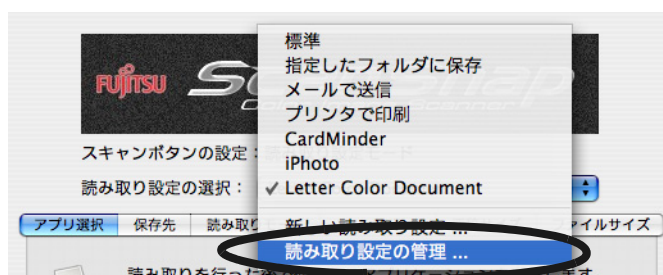 標準
指定したフォルダに保存
FUJITSU
メールで送信
プリンタで印刷
CardMinder
スキャンボタンの設定：
iPhoto
読み取り設定の選択： ✓ Letter Color Document
アプリ選択 保存先 読み取り 新しい読み取り設定 ... ァイルサイズ
読み取り設定の管理 ...